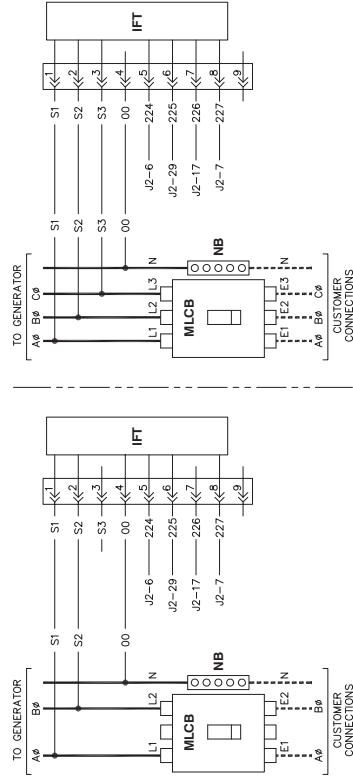 IFT
1
2
3
4
5
6
7
8
9
S1
S2
S3
00
224
225
226
227
J2-6
J2-29
J2-17
J2-7
S1
S2
S3
00
TO GENERATOR
AØ
BØ
CØ
N
L1
L2
L3
NB
MLCB
E1
E2
E3
N
AØ
BØ
CØ
CUSTOMER
CONNECTIONS
IFT
1
2
3
4
5
6
7
8
9
S1
S2
S3
00
224
225
226
227
J2-6
J2-29
J2-17
J2-7
S1
S2
00
TO GENERATOR
AØ
BØ
N
L1
L2
NB
MLCB
E1
E2
N
AØ
BØ
CUSTOMER
CONNECTIONS